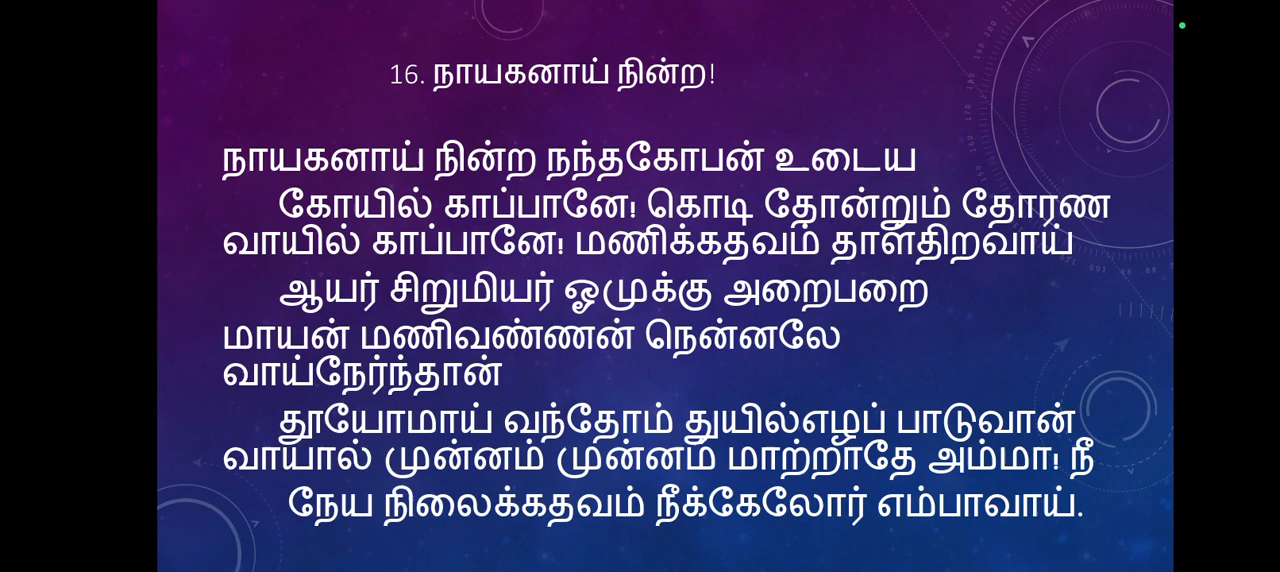 16. நாயகனாய் நின்ற!
நாயகனாய் நின்ற நந்தகோபன் உடைய
கோயில் காப்பானே! கொடி தோன்றும் தோரண
வாயில் காப்பானே! மணிக்கதவம் தாள்திறவாய்
ஆயர் சிறுமியர் ஓமுக்கு அறைபறை
மாயன் மணிவண்ணன் நென்னலே
வாய்நேர்ந்தான்
தூயோமாய் வந்தோம் துயில்எழப் பாடுவான்
வாயால் முன்னம் முன்னம் மாற்றாதே அம்மா! நீ
நேய நிலைக்கதவம் நீக்கேலோர் எம்பாவாய்.